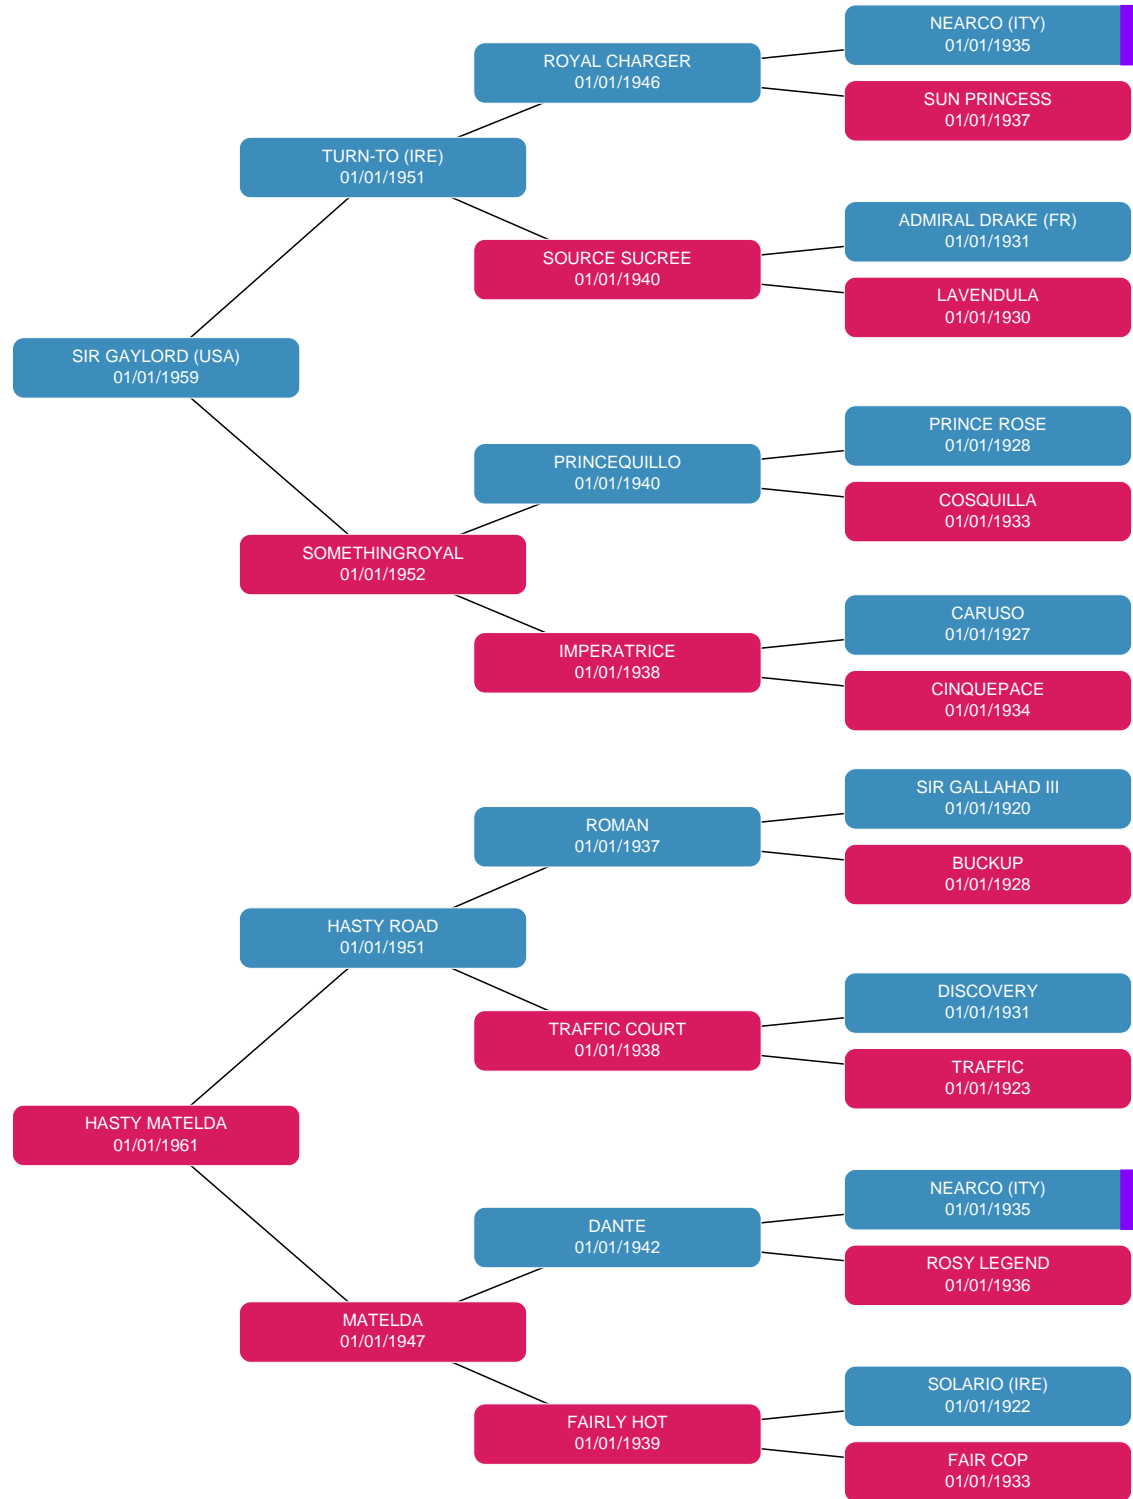 NEARCO (ITY)
01/01/1935
ROYAL CHARGER
01/01/1946
SUN PRINCESS
01/01/1937
TURN-TO (IRE)
01/01/1951
ADMIRAL DRAKE (FR)
01/01/1931
SOURCE SUCREE
01/01/1940
LAVENDULA
01/01/1930
SIR GAYLORD (USA)
01/01/1959
PRINCE ROSE
01/01/1928
PRINCEQUILLO
01/01/1940
COSQUILLA
01/01/1933
SOMETHINGROYAL
01/01/1952
CARUSO
01/01/1927
IMPERATRICE
01/01/1938
CINQUEPACE
01/01/1934
SIR GALLAHAD III
01/01/1920
ROMAN
01/01/1937
BUCKUP
01/01/1928
HASTY ROAD
01/01/1951
DISCOVERY
01/01/1931
TRAFFIC COURT
01/01/1938
TRAFFIC
01/01/1923
HASTY MATELDA
01/01/1961
NEARCO (ITY)
01/01/1935
DANTE
01/01/1942
ROSY LEGEND
01/01/1936
MATELDA
01/01/1947
SOLARIO (IRE)
01/01/1922
FAIRLY HOT
01/01/1939
FAIR COP
01/01/1933